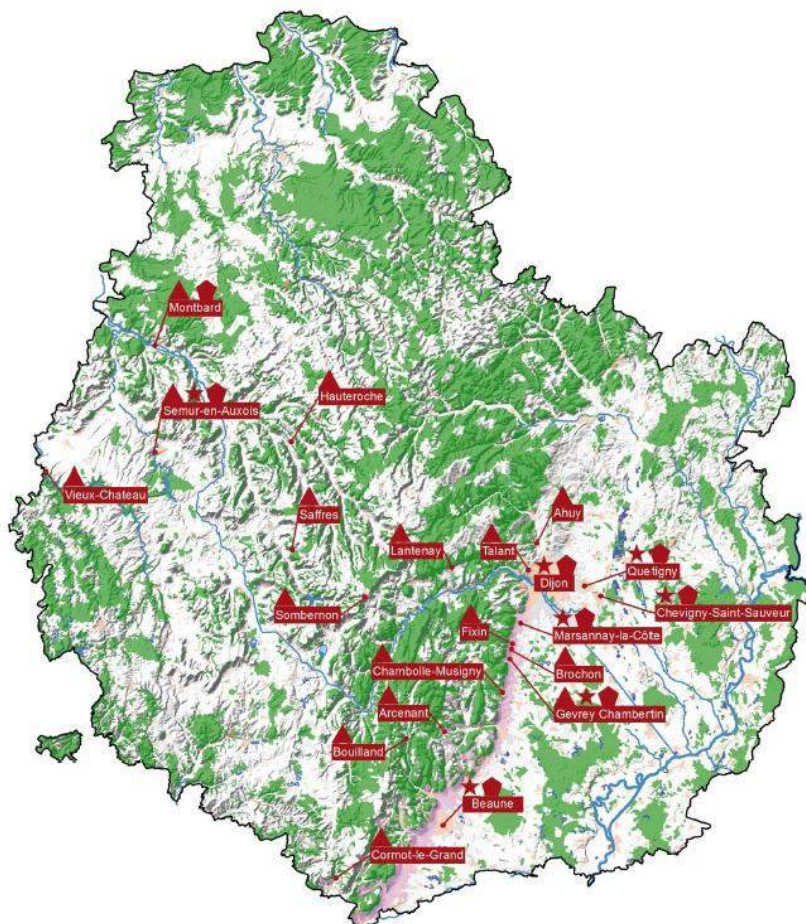 Montbard
Hauteroche
Semur-en-Auxois
Vieux-Chateau
Saffres
Ahuy
Lantenay
Talant
Quetigny
Dijon
Sombernon
Chevigny-Saint-Sauveur
Fixin
Marsannay-la-Côte
Chambolle-Musigny
Brochon
Arcenant
Gevrey Chambertin
Bouilland
Beaune
Cormot-le-Grand